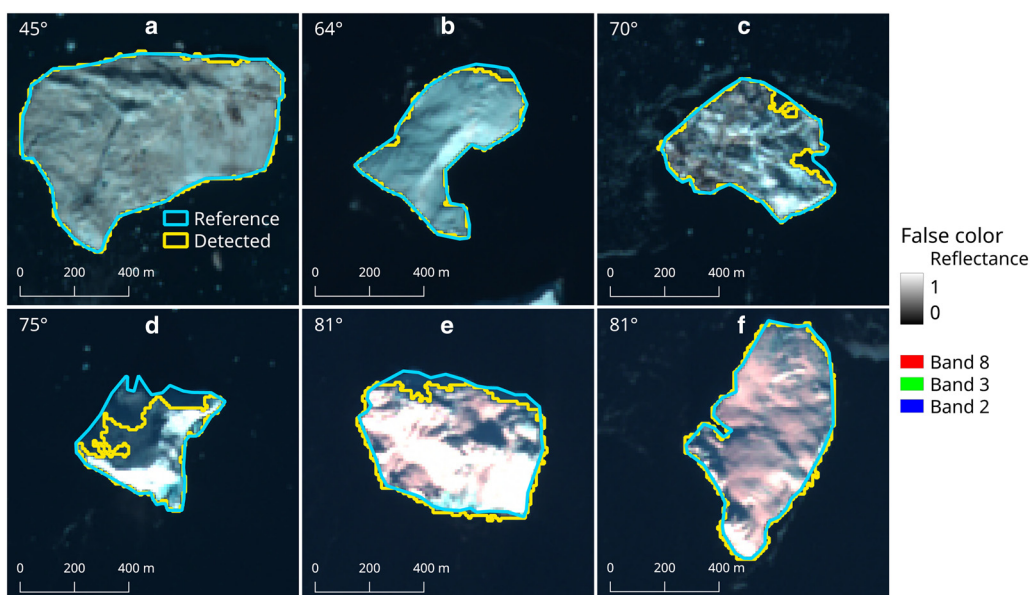 45° a
64° b
70° c
Reference
Detected
0 200 400 m
0 200 400 m
0 200 400 m
False color
Reflectance
1
0
75° d
81° e
81° f
Band 8
Band 3
Band 2
0 200 400 m
0 200 400 m
0 200 400 m